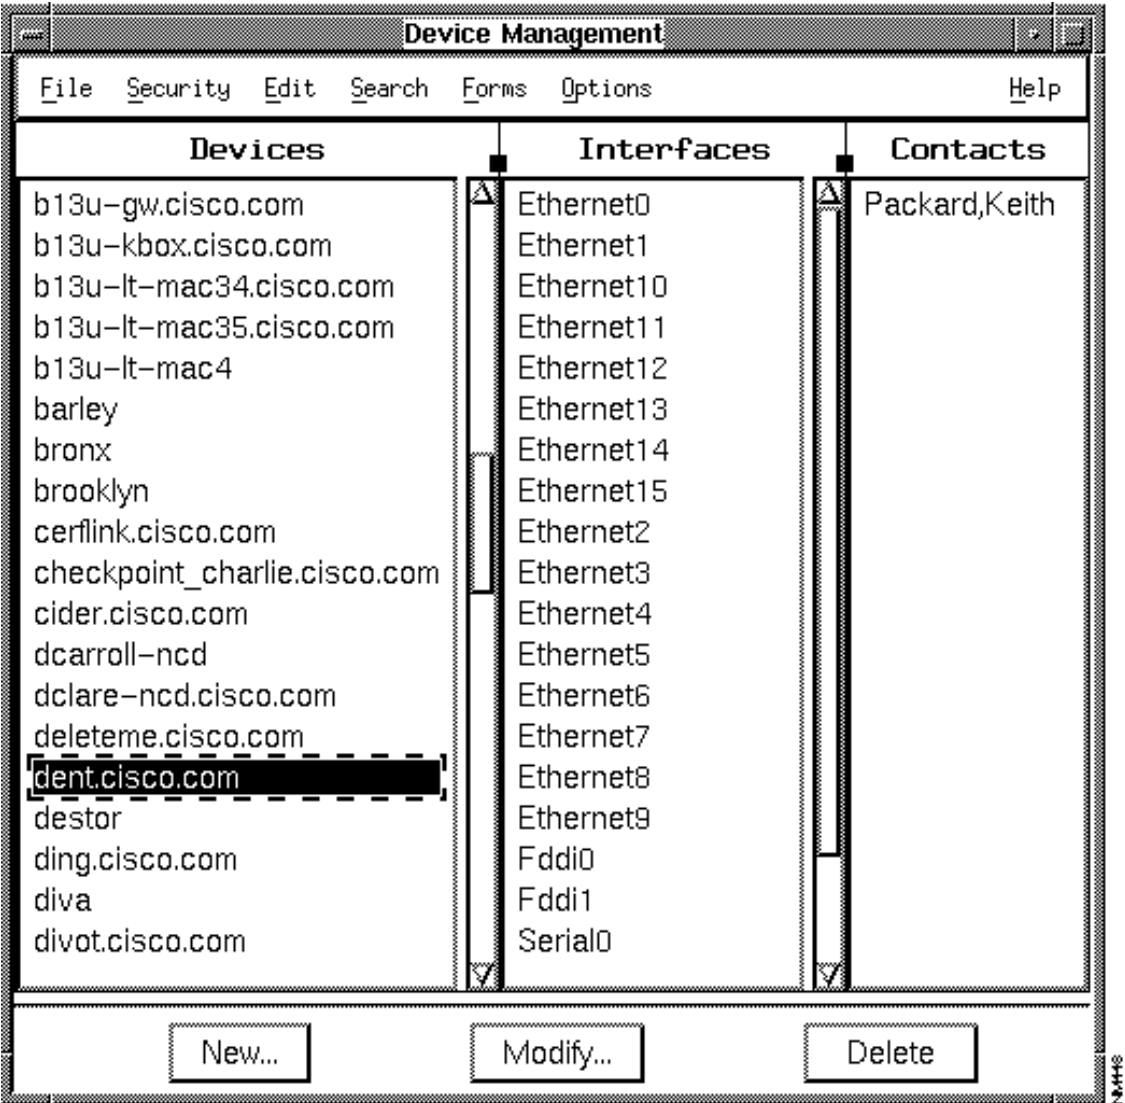 Device Management
File Security Edit Search Forms Options Help
Devices Interfaces Contacts
b13u-gw.cisco.com Ethernet0 Packard,Keith
b13u-kbox.cisco.com Ethernet1
b13u-lt-mac34.cisco.com Ethernet10
b13u-lt-mac35.cisco.com Ethernet11
b13u-lt-mac4 Ethernet12
barley Ethernet13
bronx Ethernet14
brooklyn Ethernet15
cerflink.cisco.com Ethernet2
checkpoint_charlie.cisco.com Ethernet3
cider.cisco.com Ethernet4
dcarroll-ncd Ethernet5
dclare-ncd.cisco.com Ethernet6
deleteme.cisco.com Ethernet7
dent.cisco.com Ethernet8
destor Ethernet9
ding.cisco.com Fddi0
diva Fddi1
divot.cisco.com Serial0
New... Modify... Delete